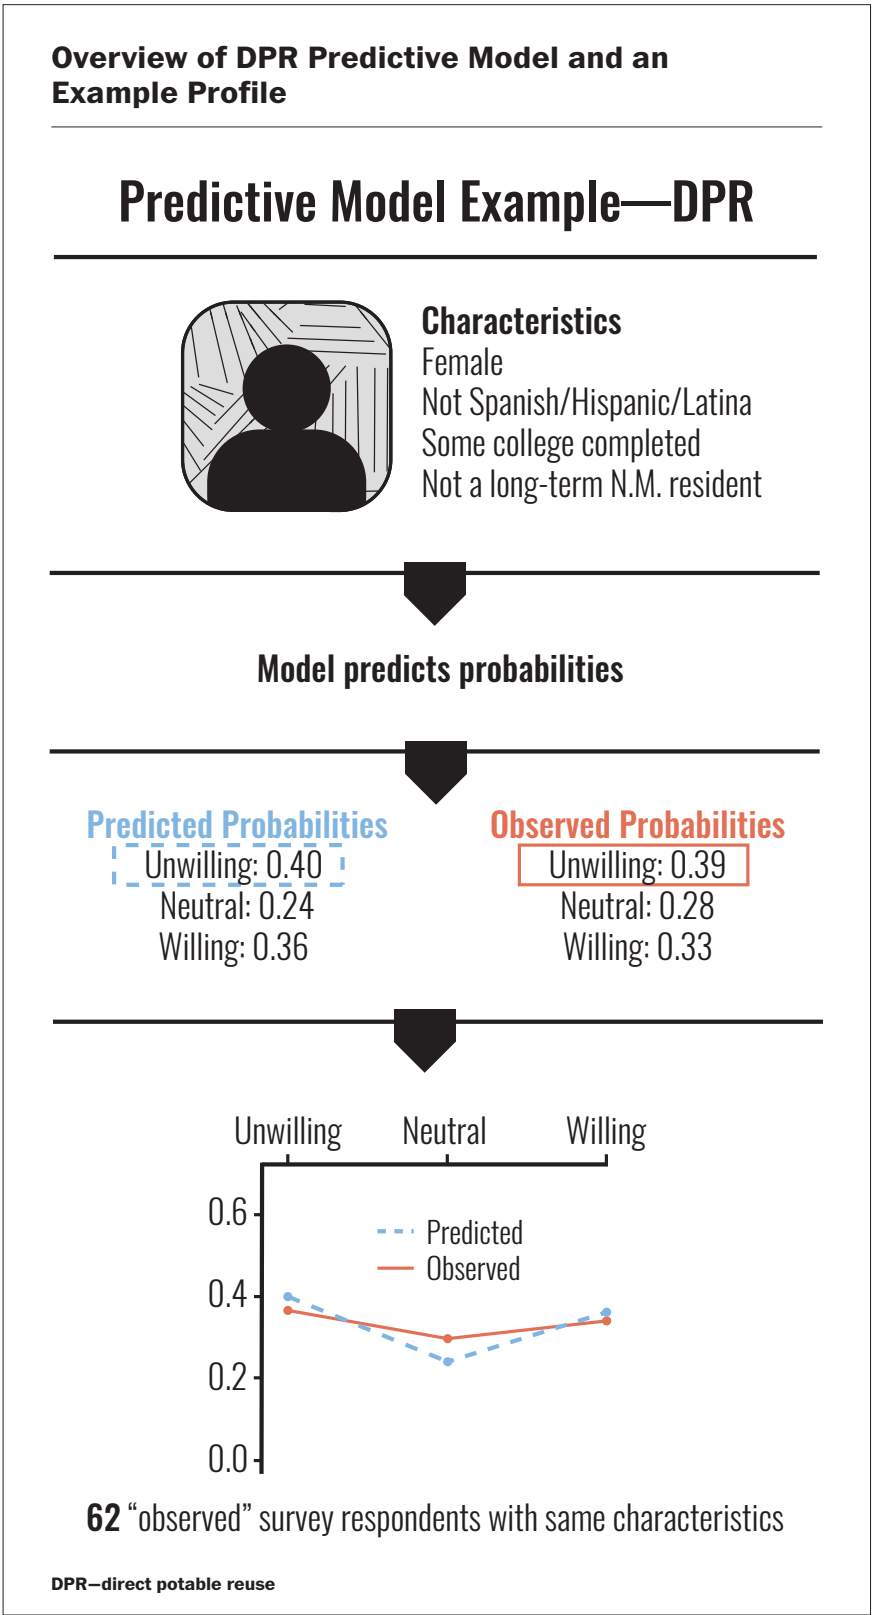 Overview of DPR Predictive Model and an
Example Profile
Predictive Model Example—DPR
Characteristics
Female
Not Spanish/Hispanic/Latina
Some college completed
Not a long-term N.M. resident
Model predicts probabilities
Predicted Probabilities
Unwilling: 0.40
Neutral: 0.24
Willing: 0.36
Observed Probabilities
Unwilling: 0.39
Neutral: 0.28
Willing: 0.33
Unwilling
Neutral
Willing
0.6
0.4
0.2
0.0
Predicted
Observed
62 “observed” survey respondents with same characteristics
DPR—direct potable reuse